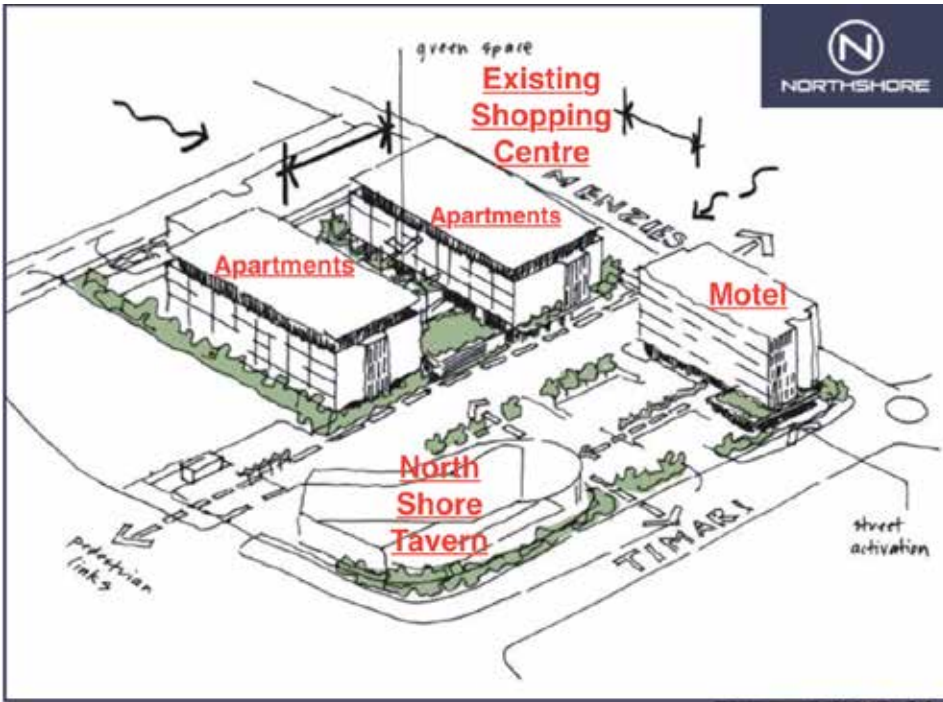 green space
N
NORTHSHORE
Existing
Shopping
Centre
MENZIES
Apartments
Apartments
Motel
North
Shore
Tavern
TIMARI
street
activation
pedestrian
links